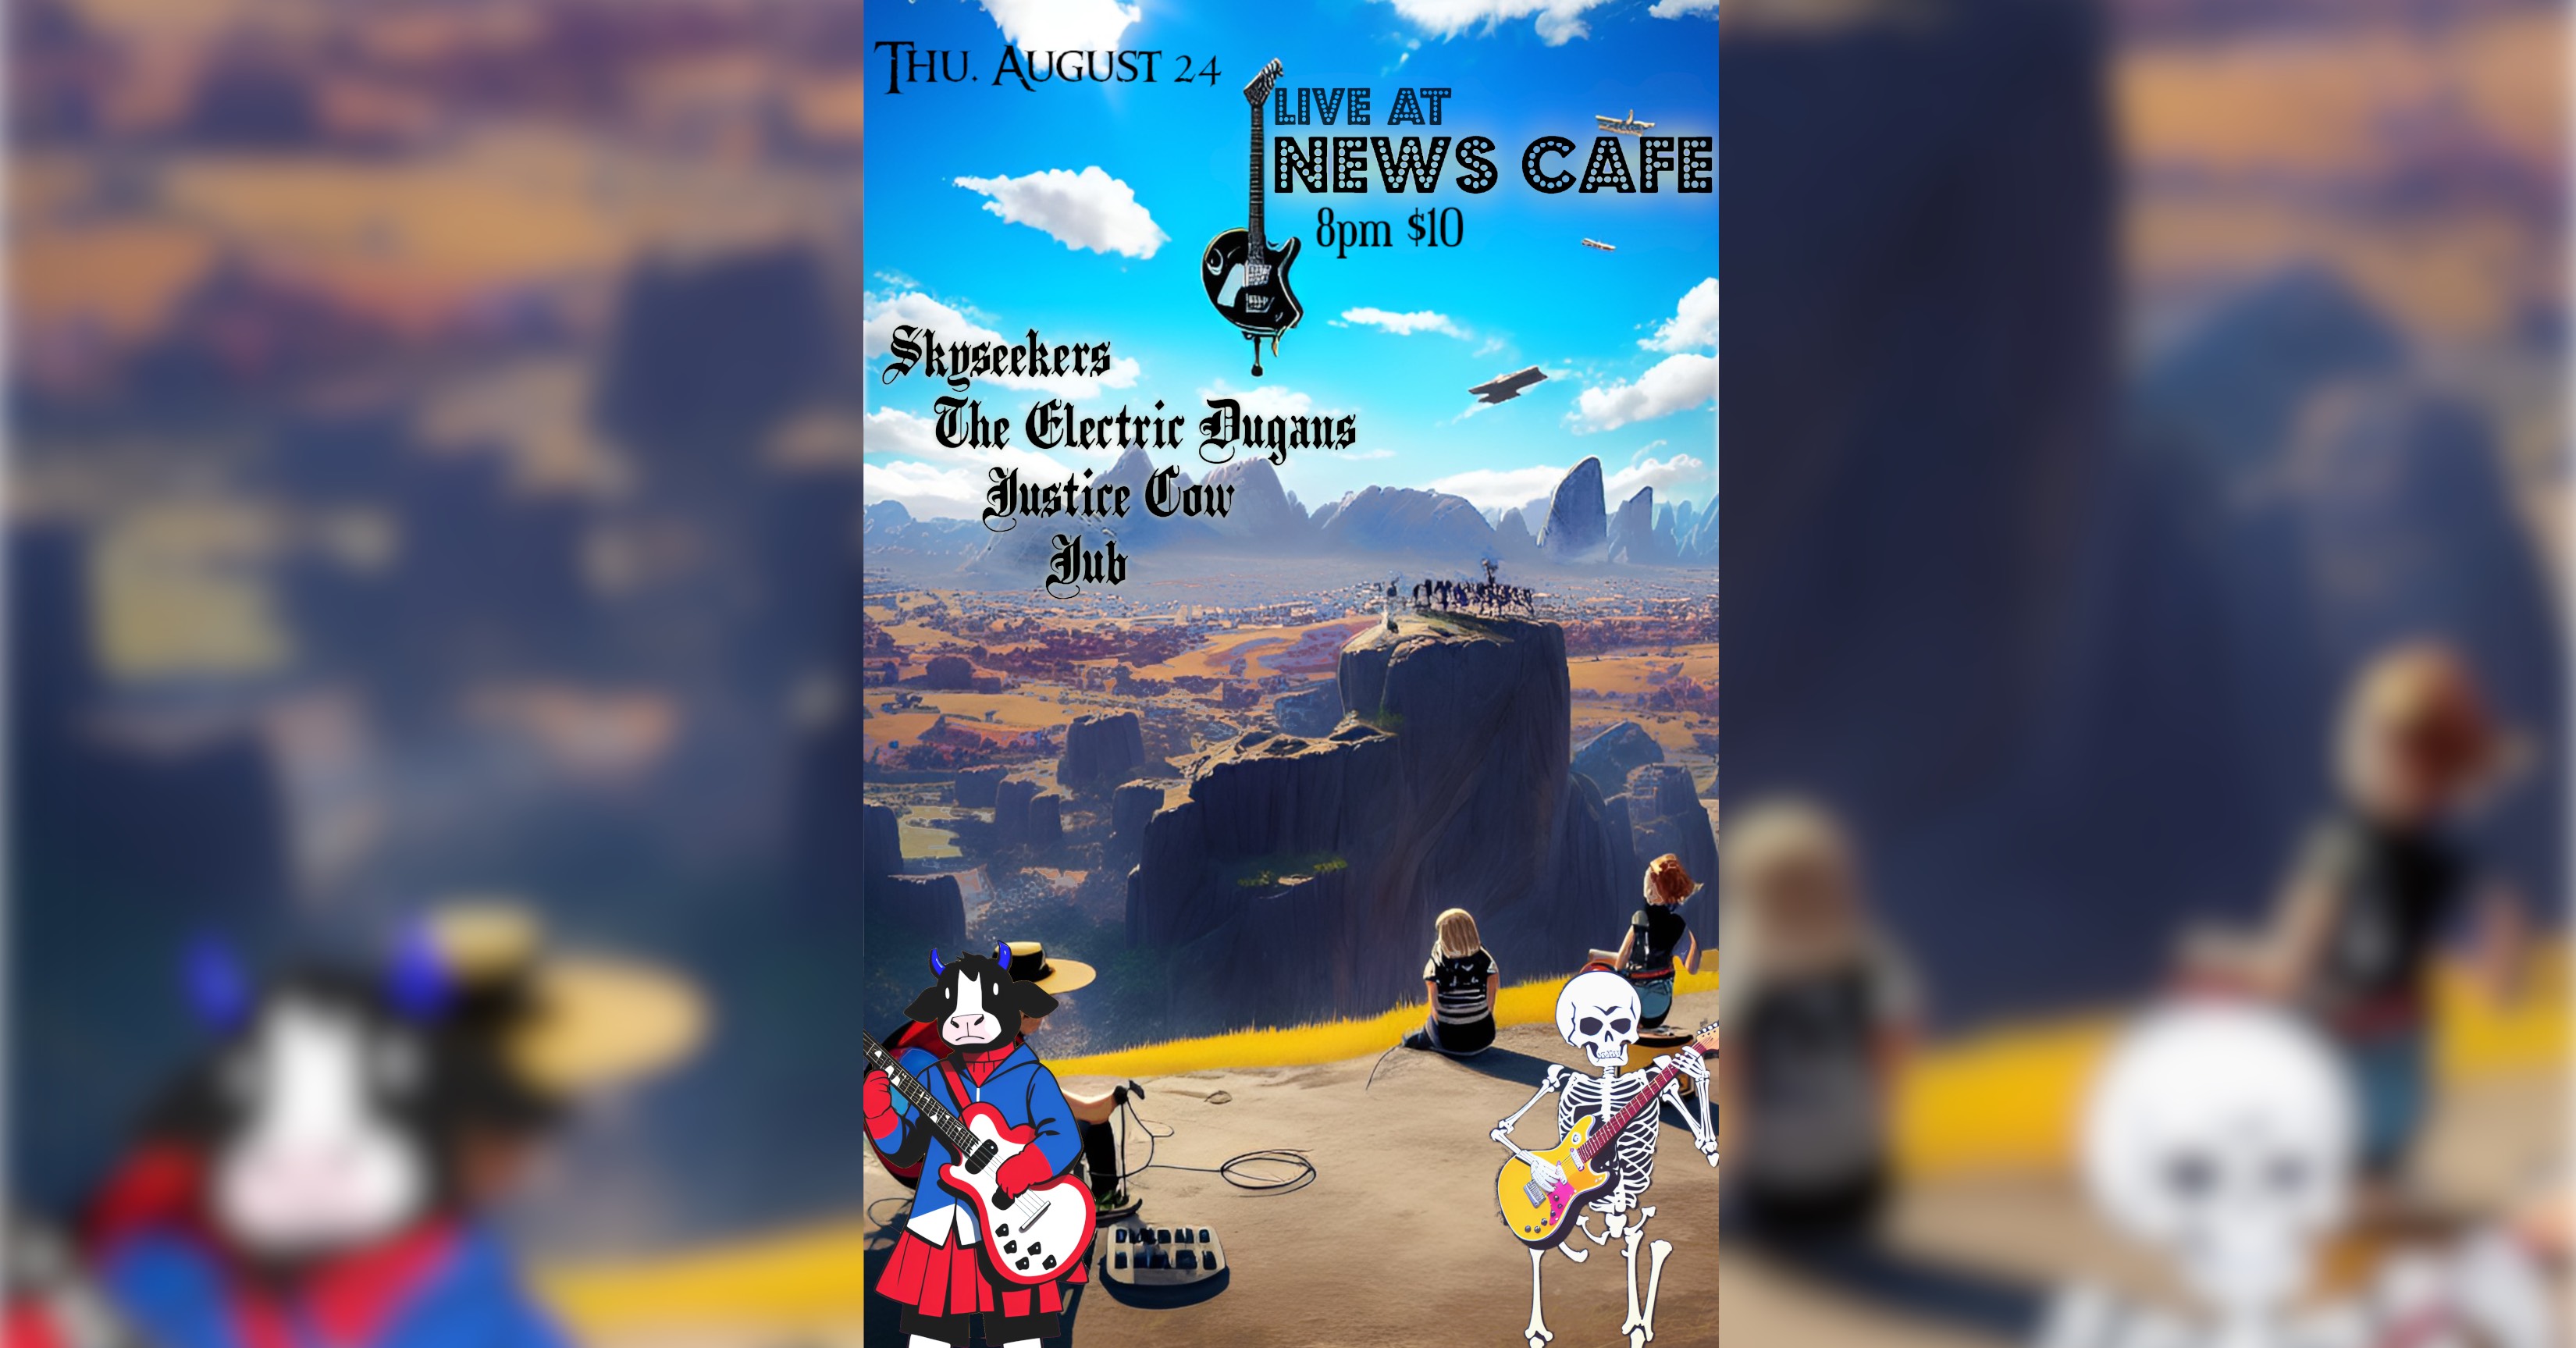 Thu. August 24
LIVE AT
NEWS CAFE
8pm $10
Skyseekers
The Electric Dugans
Justice Cow
Jub